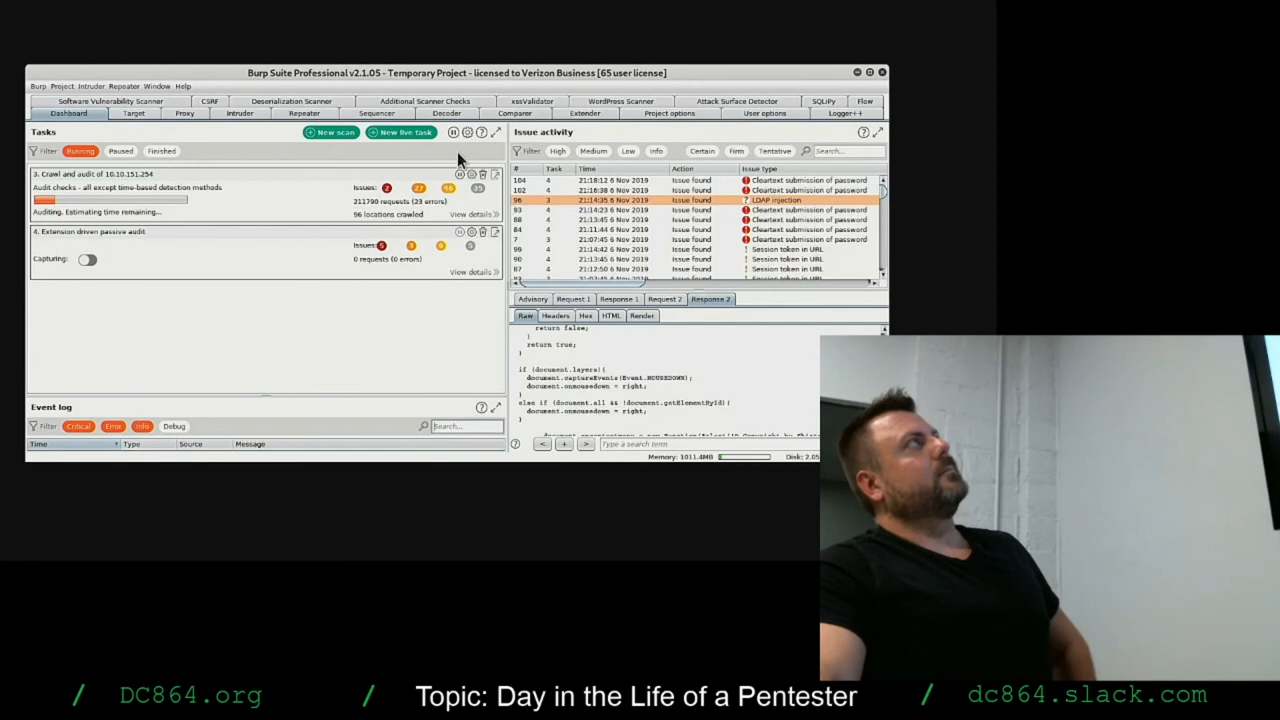 Burp Suite Professional v2.1.05 - Temporary Project - licensed to Verizon Business [65 user license]
Burp Project Intruder Repeater Window Help
Software Vulnerability Scanner CSRF Deserialization Scanner Additional Scanner Checks xssValidator WordPress Scanner Attack Surface Detector SQLiPy Flow
Dashboard Target Proxy Intruder Repeater Sequencer Decoder Comparer Extender Project options User options Logger++
Tasks
New scan New live task
Filter Running Paused Finished
3. Crawl and audit of 10.10.151.254
Audit checks - all except time-based detection methods
Issues: 2 27 46 35
211790 requests (23 errors)
Auditing. Estimating time remaining...
96 locations crawled
View details
4. Extension driven passive audit
Issues: 5 3 0 5
Capturing:
0 requests (0 errors)
View details
Event log
Filter Critical Error Info Debug Search...
Time Type Source Message
Issue activity
Filter High Medium Low Info Certain Firm Tentative Search...
# Task Time Action Issue type
104 4 21:18:12 6 Nov 2019 Issue found Cleartext submission of password
102 4 21:16:38 6 Nov 2019 Issue found Cleartext submission of password
96 3 21:14:35 6 Nov 2019 Issue found LDAP injection
93 4 21:14:23 6 Nov 2019 Issue found Cleartext submission of password
88 4 21:13:45 6 Nov 2019 Issue found Cleartext submission of password
84 4 21:11:44 6 Nov 2019 Issue found Cleartext submission of password
7 3 21:07:45 6 Nov 2019 Issue found Cleartext submission of password
99 4 21:14:42 6 Nov 2019 Issue found Session token in URL
90 4 21:13:45 6 Nov 2019 Issue found Session token in URL
87 4 21:12:50 6 Nov 2019 Issue found Session token in URL
Issue found Session token in URL
Advisory Request 1 Response 1 Request 2 Response 2
Raw Headers Hex HTML Render
return false;
}
return true;
}
if (document.layers){
document.captureEvents(Event.MOUSEDOWN);
document.onmousedown = right;
}
else if (document.all && !document.getElementById){
document.onmousedown = right;
}
? < + > Type a search term
Memory: 1011.4MB Disk: 2.05
/ DC864.org / Topic: Day in the Life of a Pentester / dc864.slack.com